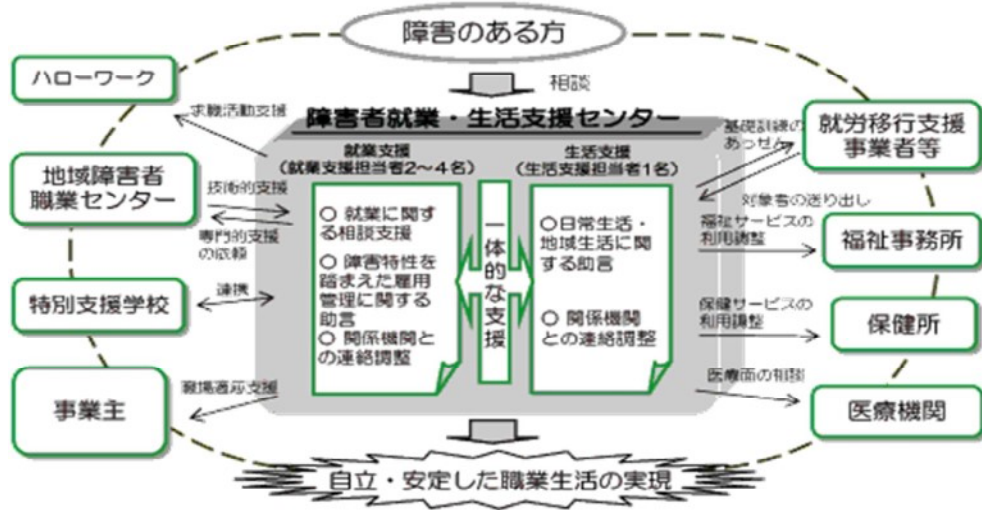 障害のある方
相談
ハローワーク
求職活動支援
地域障害者
職業センター
技術的支援
専門的支援
の依頼
特別支援学校
連携
事業主
職場適応支援
障害者就業・生活支援センター
就業支援
(就業支援担当者2～4名)
○ 就業に関す
る相談支援
○ 障害特性を
踏まえた雇用
管理に関する
助言
○ 関係機関と
の連絡調整
一体的な支援
生活支援
(生活支援担当者1名)
○日常生活・
地域生活に関
する助言
○ 関係機関
との連絡調整
基礎訓練の
あっせん
就労移行支援
事業者等
対象者の送り出し
福祉サービスの
利用調整
福祉事務所
保健サービスの
利用調整
保健所
医療面の相談
医療機関
自立・安定した職業生活の実現